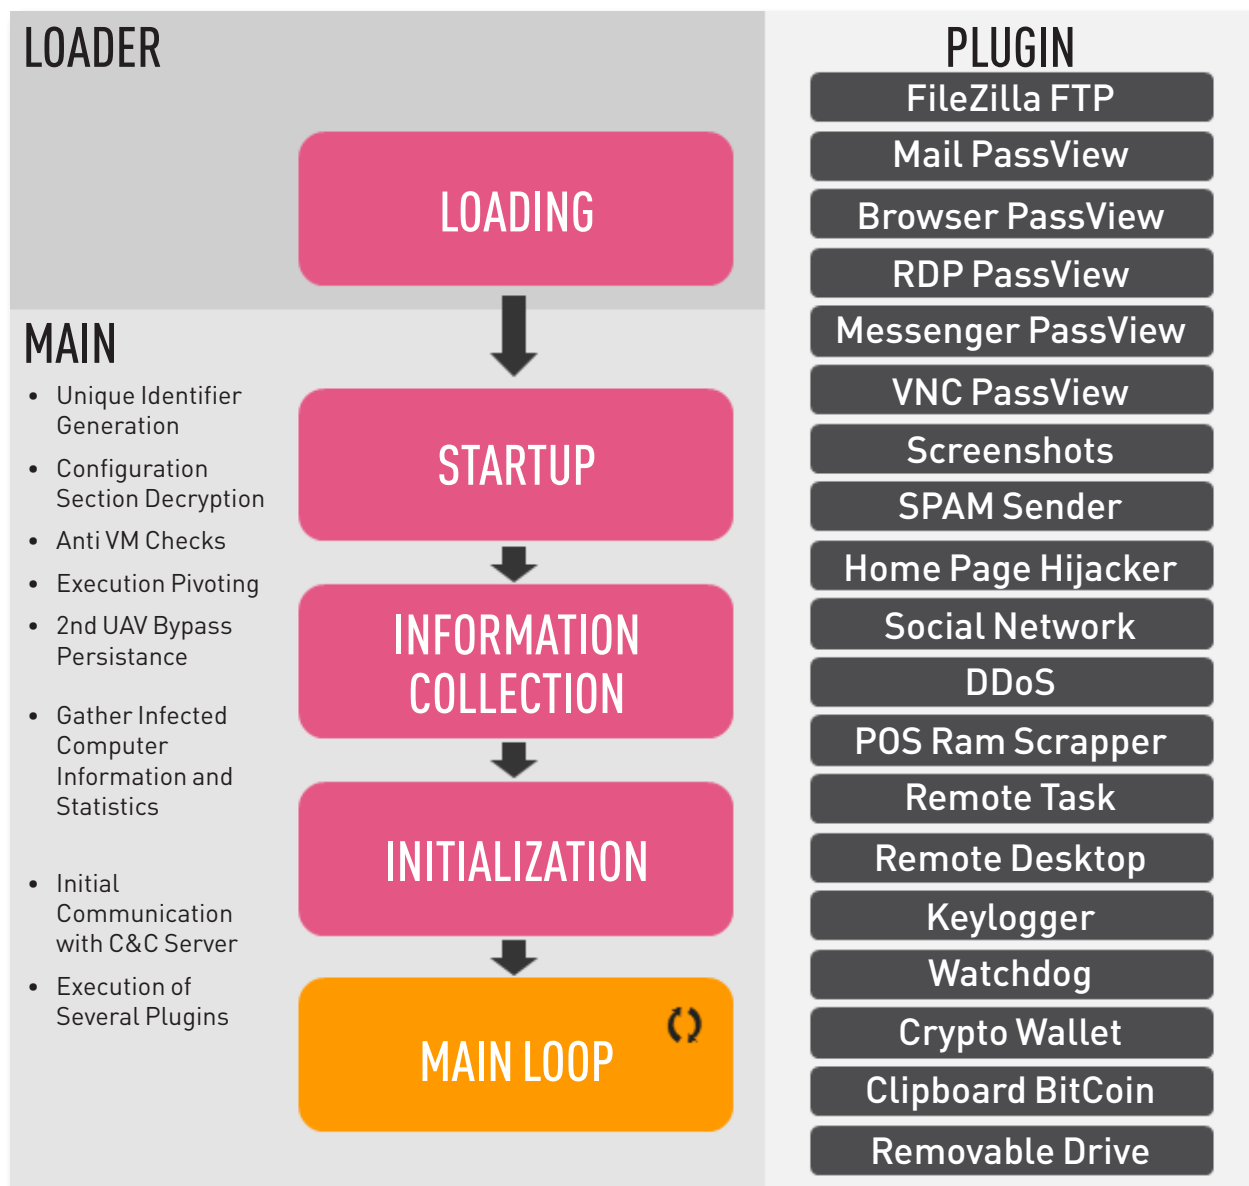 LOADER
LOADING
MAIN
• Unique Identifier
Generation
• Configuration
Section Decryption
• Anti VM Checks
• Execution Pivoting
• 2nd UAV Bypass
Persistance
• Gather Infected
Computer
Information and
Statistics
• Initial
Communication
with C&C Server
• Execution of
Several Plugins
STARTUP
INFORMATION
COLLECTION
INITIALIZATION
MAIN LOOP
PLUGIN
FileZilla FTP
Mail PassView
Browser PassView
RDP PassView
Messenger PassView
VNC PassView
Screenshots
SPAM Sender
Home Page Hijacker
Social Network
DDoS
POS Ram Scrapper
Remote Task
Remote Desktop
Keylogger
Watchdog
Crypto Wallet
Clipboard BitCoin
Removable Drive